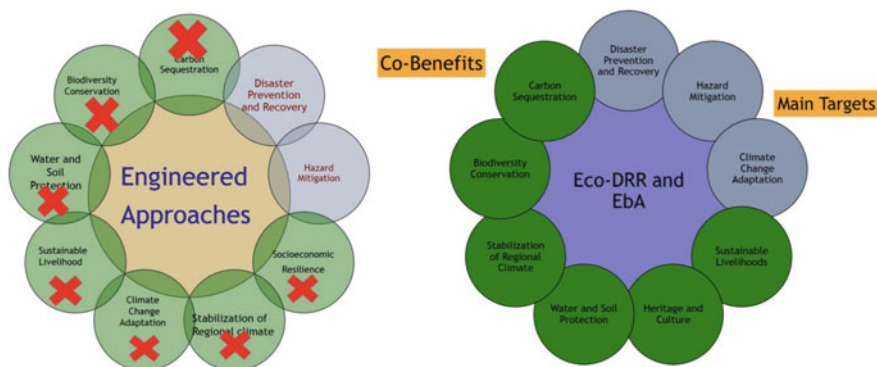 Carbon
Sequestration
Biodiversity
Conservation
Disaster
Prevention
and Recovery
Water and
Soil
Protection
Hazard
Mitigation
Engineered
Approaches
Sustainable
Livelihood
Socioeconomic
Resilience
Climate
Change
Adaptation
Stabilization of
Regional climate
Co-Benefits
Disaster
Prevention
and Recovery
Carbon
Sequestration
Hazard
Mitigation
Main Targets
Biodiversity
Conservation
Climate
Change
Adaptation
Eco-DRR and
EbA
Stabilization
of Regional
Climate
Sustainable
Livelihoods
Water and Soil
Protection
Heritage and
Culture